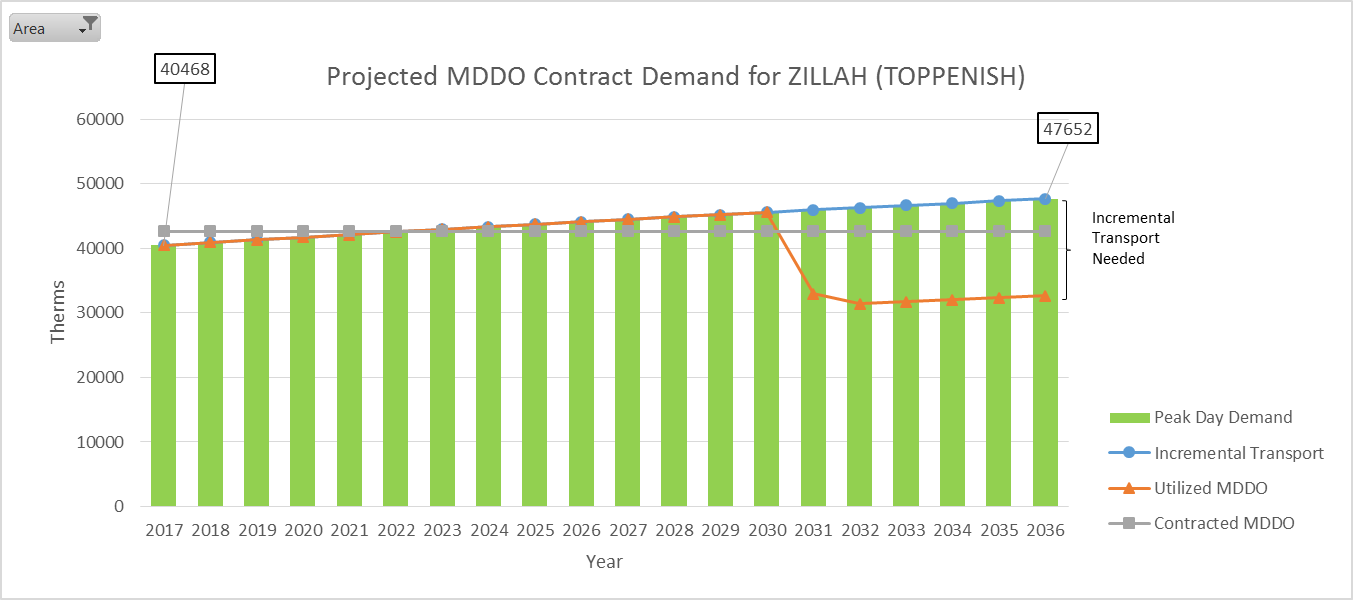 Area
40468
Projected MDDO Contract Demand for ZILLAH (TOPPENISH)
47652
60000
50000
40000
30000
20000
10000
0
Therms
Incremental
Transport
Needed
Peak Day Demand
Incremental Transport
Utilized MDDO
Contracted MDDO
2017 2018 2019 2020 2021 2022 2023 2024 2025 2026 2027 2028 2029 2030 2031 2032 2033 2034 2035 2036
Year